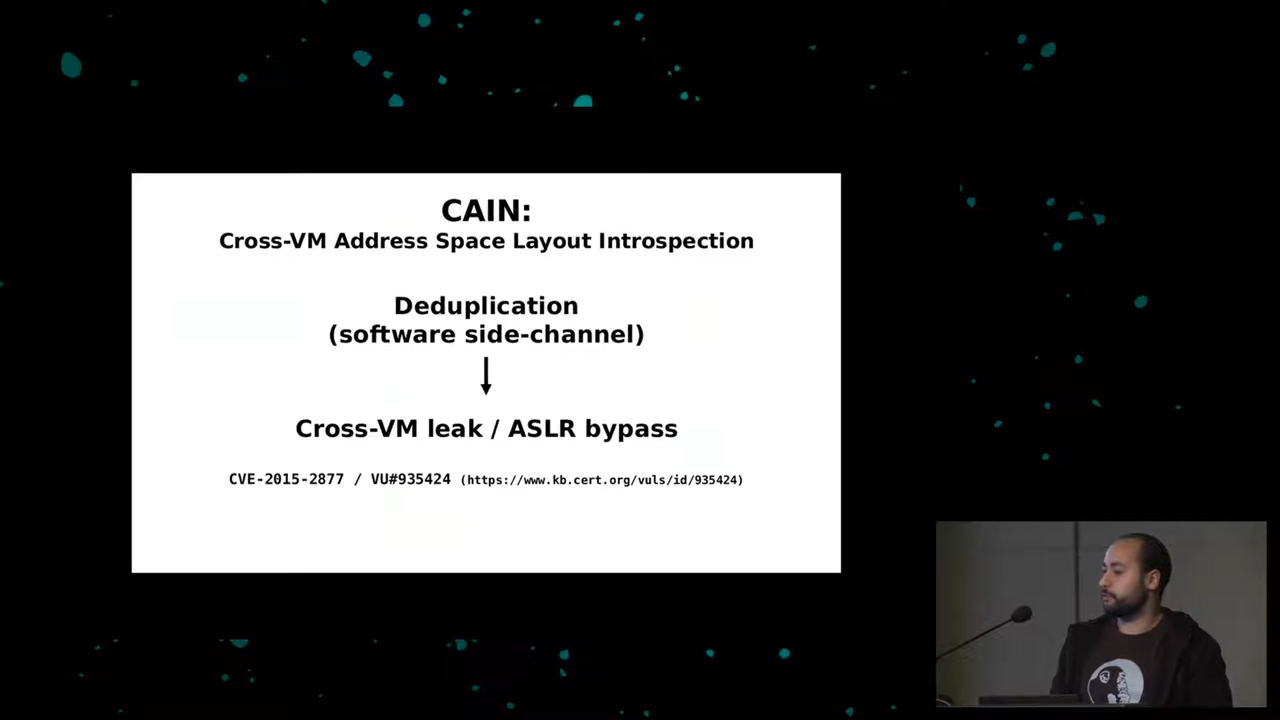 CAIN:
Cross-VM Address Space Layout Introspection
Deduplication
(software side-channel)
Cross-VM leak / ASLR bypass
CVE-2015-2877 / VU#935424 (https://www.kb.cert.org/vuls/id/935424)